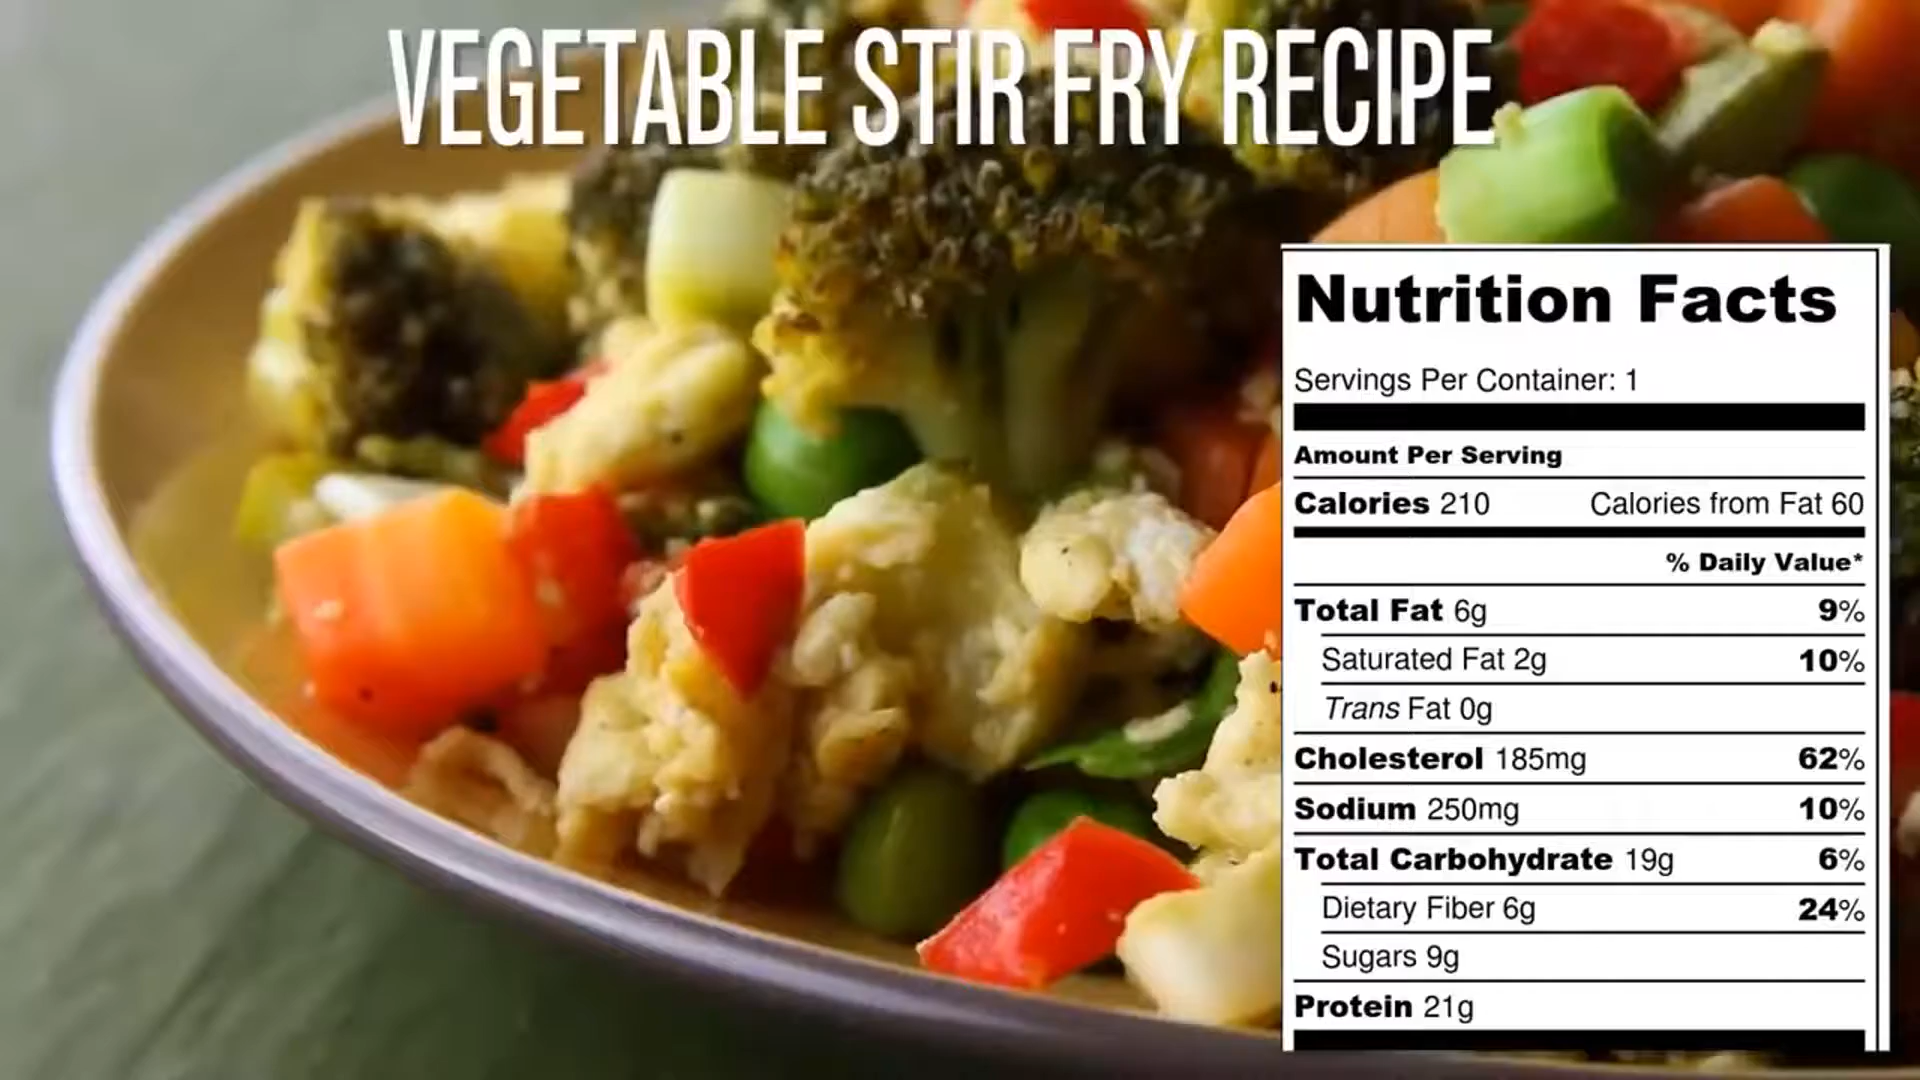 VEGETABLE STIR FRY RECIPE
Nutrition Facts
Servings Per Container: 1
Amount Per Serving
Calories 210 Calories from Fat 60
% Daily Value*
Total Fat 6g 9%
Saturated Fat 2g 10%
Trans Fat 0g
Cholesterol 185mg 62%
Sodium 250mg 10%
Total Carbohydrate 19g 6%
Dietary Fiber 6g 24%
Sugars 9g
Protein 21g